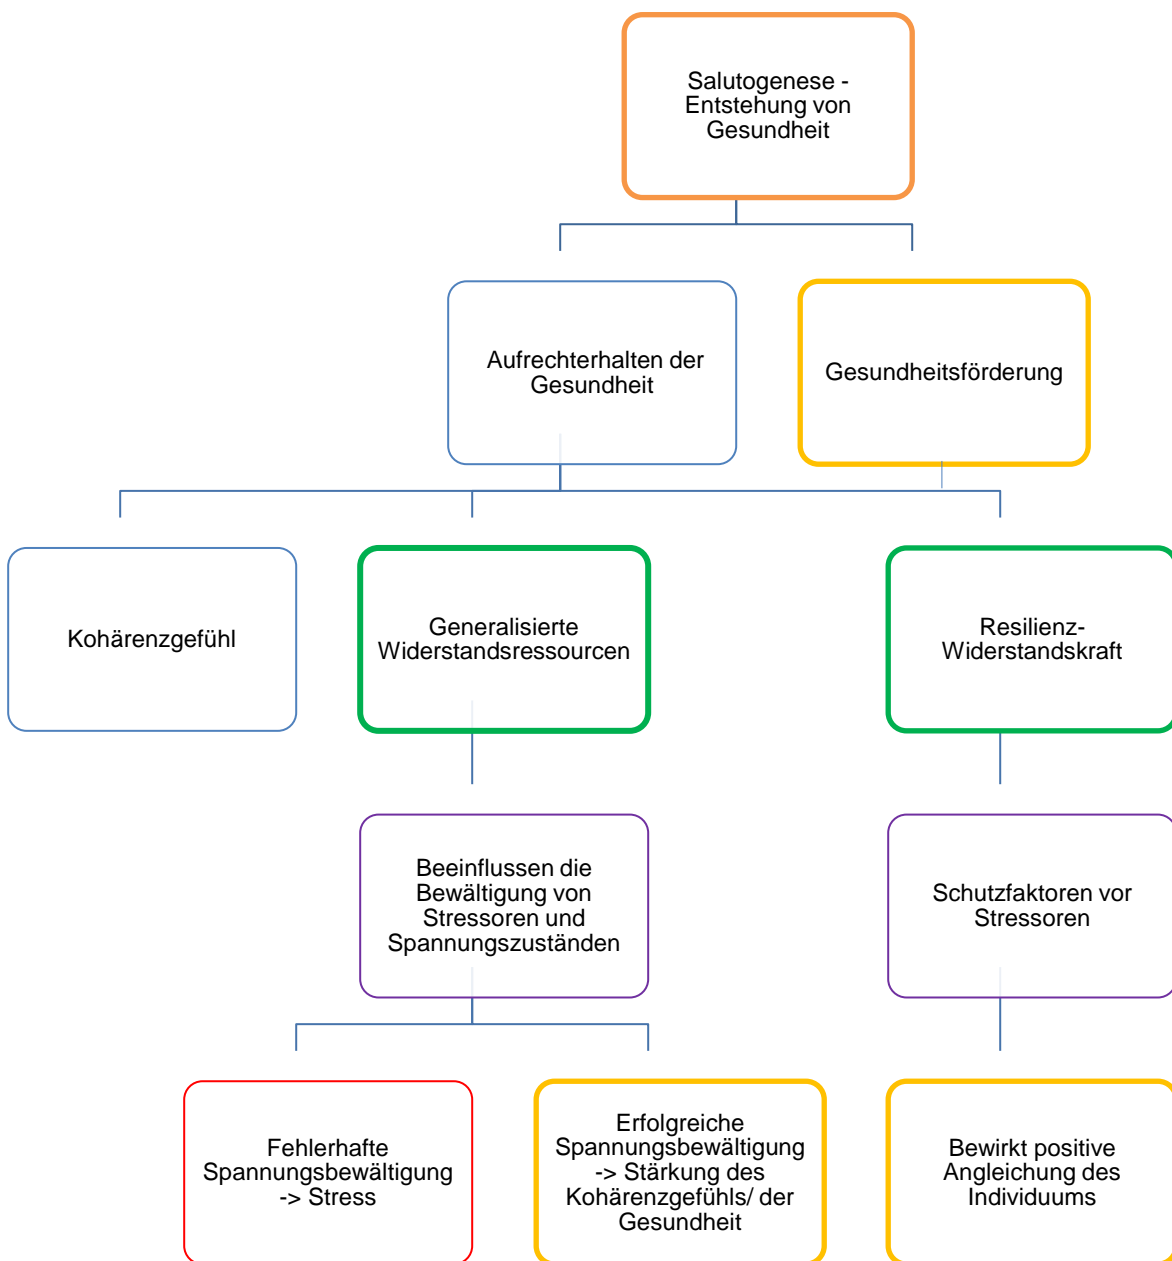 Salutogenese -
Entstehung von
Gesundheit
Aufrechterhalten der
Gesundheit
Gesundheitsförderung
Kohärenzgefühl
Generalisierte
Widerstandsressourcen
Resilienz-
Widerstandskraft
Beeinflussen die
Bewältigung von
Stressoren und
Spannungszuständen
Schutzfaktoren vor
Stressoren
Fehlerhafte
Spannungsbewältigung
-> Stress
Erfolgreiche
Spannungsbewältigung
-> Stärkung des
Kohärenzgefühls/ der
Gesundheit
Bewirkt positive
Angleichung des
Individuums